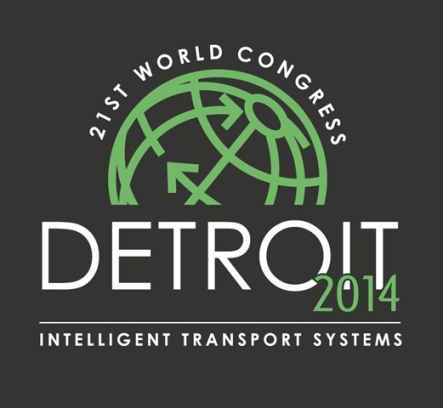 21ST WORLD CONGRESS
DETROIT
2014
INTELLIGENT TRANSPORT SYSTEMS